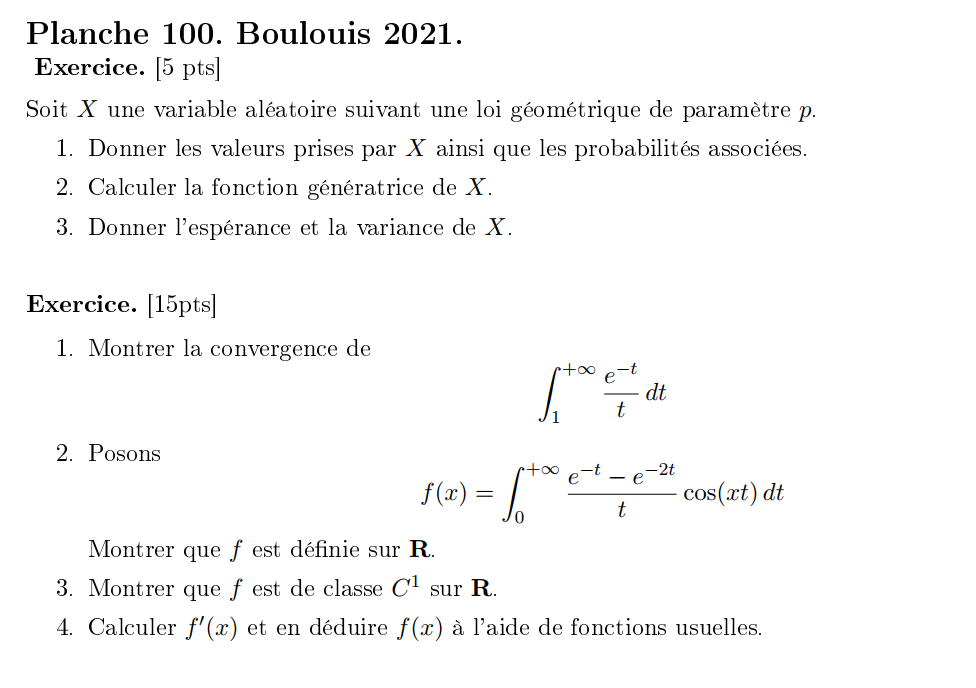 Planche 100. Boulouis 2021.
Exercice. [5 pts]
Soit X une variable aléatoire suivant une loi géométrique de paramètre p.
1. Donner les valeurs prises par X ainsi que les probabilités associées.
2. Calculer la fonction génératrice de X.
3. Donner l'espérance et la variance de X.
Exercice. [15pts]
1. Montrer la convergence de
$\int_1^{+\infty} \frac{e^{-t}}{t} \, dt$
2. Posons
$f(x) = \int_0^{+\infty} \frac{e^{-t} - e^{-2t}}{t} \cos(xt) \, dt$
Montrer que f est définie sur R.
3. Montrer que f est de classe $C^1$ sur R.
4. Calculer f′(x) et en déduire f(x) à l'aide de fonctions usuelles.